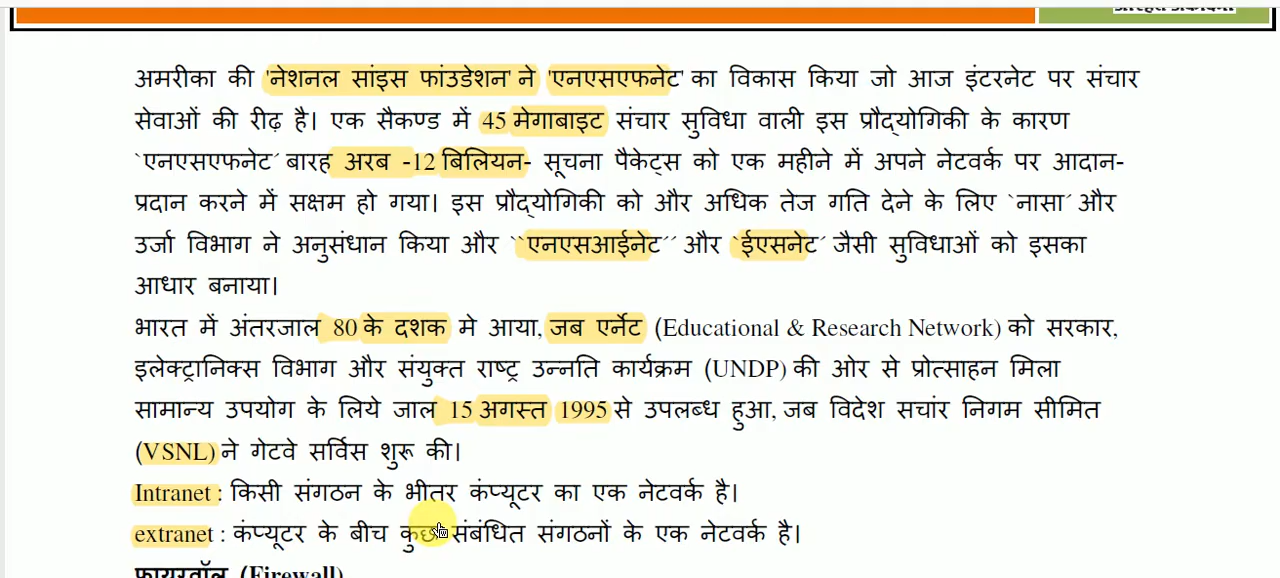 अमरीका की 'नेशनल सांइस फांउडेशन' ने 'एनएसएफनेट' का विकास किया जो आज इंटरनेट पर संचार
सेवाओं की रीढ़ है। एक सैकण्ड में 45 मेगाबाइट संचार सुविधा वाली इस प्रौद्योगिकी के कारण
`एनएसएफनेट´ बारह अरब -12 बिलियन- सूचना पैकेट्स को एक महीने में अपने नेटवर्क पर आदान-
प्रदान करने में सक्षम हो गया। इस प्रौद्योगिकी को और अधिक तेज गति देने के लिए `नासा´ और
उर्जा विभाग ने अनुसंधान किया और ``एनएसआईनेट´´ और `ईएसनेट´ जैसी सुविधाओं को इसका
आधार बनाया।
भारत में अंतरजाल 80 के दशक मे आया, जब एर्नेट (Educational & Research Network) को सरकार,
इलेक्ट्रानिक्स विभाग और संयुक्त राष्ट्र उन्नति कार्यक्रम (UNDP) की ओर से प्रोत्साहन मिला
सामान्य उपयोग के लिये जाल 15 अगस्त 1995 से उपलब्ध हुआ, जब विदेश सचांर निगम सीमित
(VSNL) ने गेटवे सर्विस शुरू की।
Intranet : किसी संगठन के भीतर कंप्यूटर का एक नेटवर्क है।
extranet : कंप्यूटर के बीच कुछ संबंधित संगठनों के एक नेटवर्क है।
फायरवॉल (Firewall)